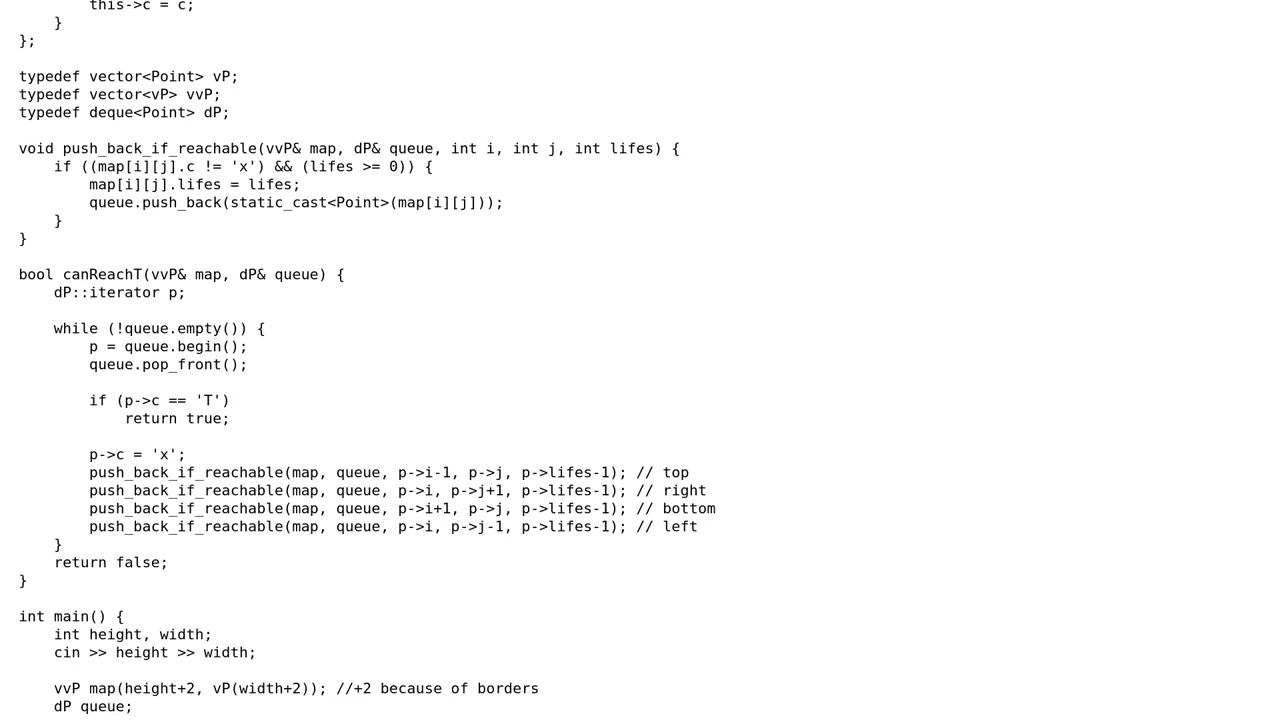 this->c = c;
    }
};

typedef vector<Point> vP;
typedef vector<vP> vvP;
typedef deque<Point> dP;

void push_back_if_reachable(vvP& map, dP& queue, int i, int j, int lifes) {
    if ((map[i][j].c != 'x') && (lifes >= 0)) {
        map[i][j].lifes = lifes;
        queue.push_back(static_cast<Point>(map[i][j]));
    }
}

bool canReachT(vvP& map, dP& queue) {
    dP::iterator p;

    while (!queue.empty()) {
        p = queue.begin();
        queue.pop_front();

        if (p->c == 'T')
            return true;

        p->c = 'x';
        push_back_if_reachable(map, queue, p->i-1, p->j, p->lifes-1); // top
        push_back_if_reachable(map, queue, p->i, p->j+1, p->lifes-1); // right
        push_back_if_reachable(map, queue, p->i+1, p->j, p->lifes-1); // bottom
        push_back_if_reachable(map, queue, p->i, p->j-1, p->lifes-1); // left
    }
    return false;
}

int main() {
    int height, width;
    cin >> height >> width;

    vvP map(height+2, vP(width+2)); //+2 because of borders
    dP queue;